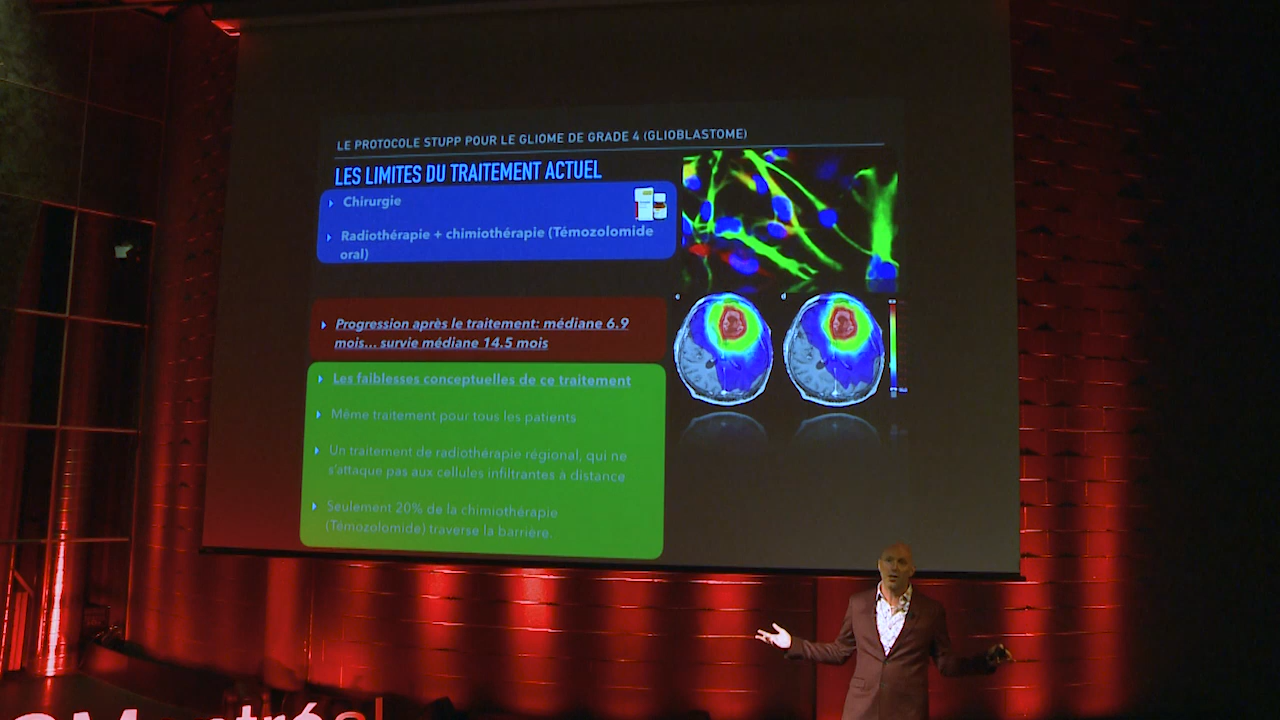 LE PROTOCOLE STUPP POUR LE GLIOME DE GRADE 4 (GLIOBLASTOME)
LES LIMITES DU TRAITEMENT ACTUEL
Chirurgie
Radiothérapie + chimiothérapie (Témozolomide
oral)
Progression après le traitement: médiane 6.9
mois... survie médiane 14.5 mois
Les faiblesses conceptuelles de ce traitement
Même traitement pour tous les patients
Un traitement de radiothérapie régional, qui ne
s'attaque pas aux cellules infiltrantes à distance
Seulement 20% de la chimiothérapie
(Témozolomide) traverse la barrière.
c d
Montréal